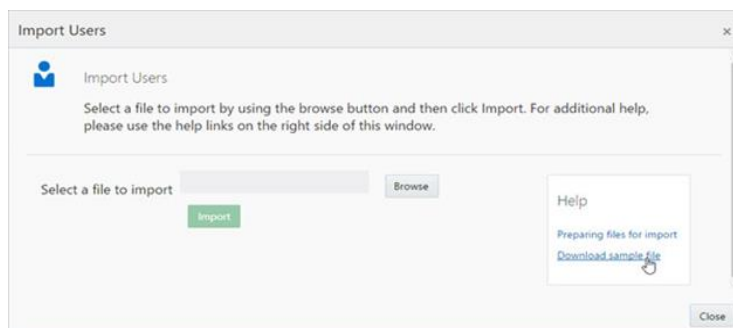 Import Users
×
Import Users
Select a file to import by using the browse button and then click Import. For additional help,
please use the help links on the right side of this window.
Select a file to import
Browse
Import
Help
Preparing files for import
Download sample file
Close